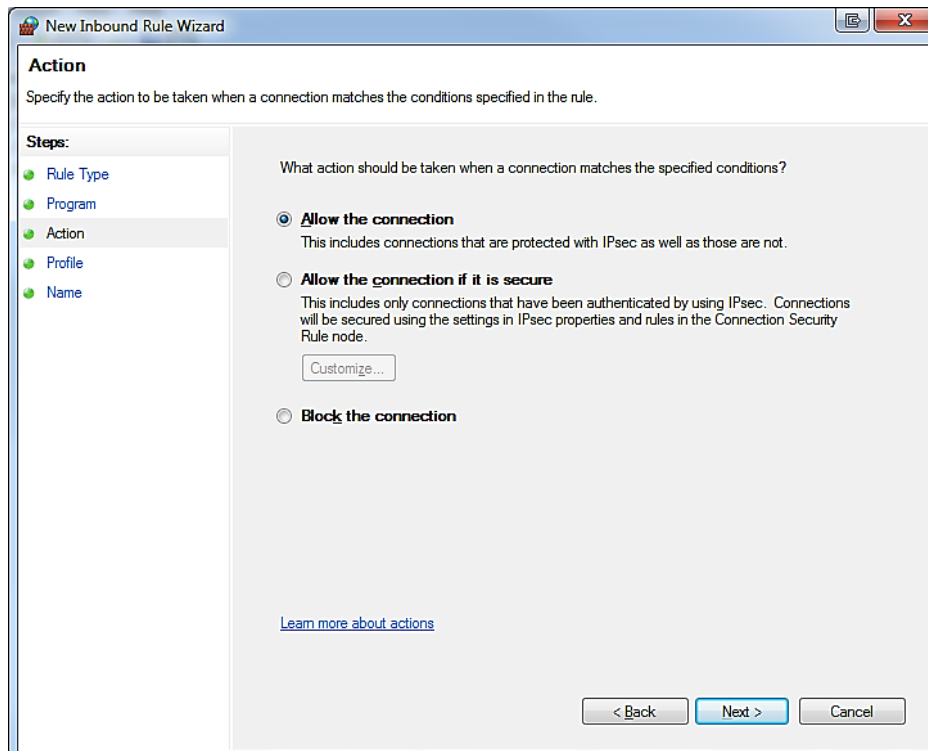 New Inbound Rule Wizard
Action
Specify the action to be taken when a connection matches the conditions specified in the rule.
Steps:
Rule Type
Program
Action
Profile
Name
What action should be taken when a connection matches the specified conditions?
Allow the connection
This includes connections that are protected with IPsec as well as those are not.
Allow the connection if it is secure
This includes only connections that have been authenticated by using IPsec. Connections
will be secured using the settings in IPsec properties and rules in the Connection Security
Rule node.
Customize...
Block the connection
Learn more about actions
< Back
Next >
Cancel